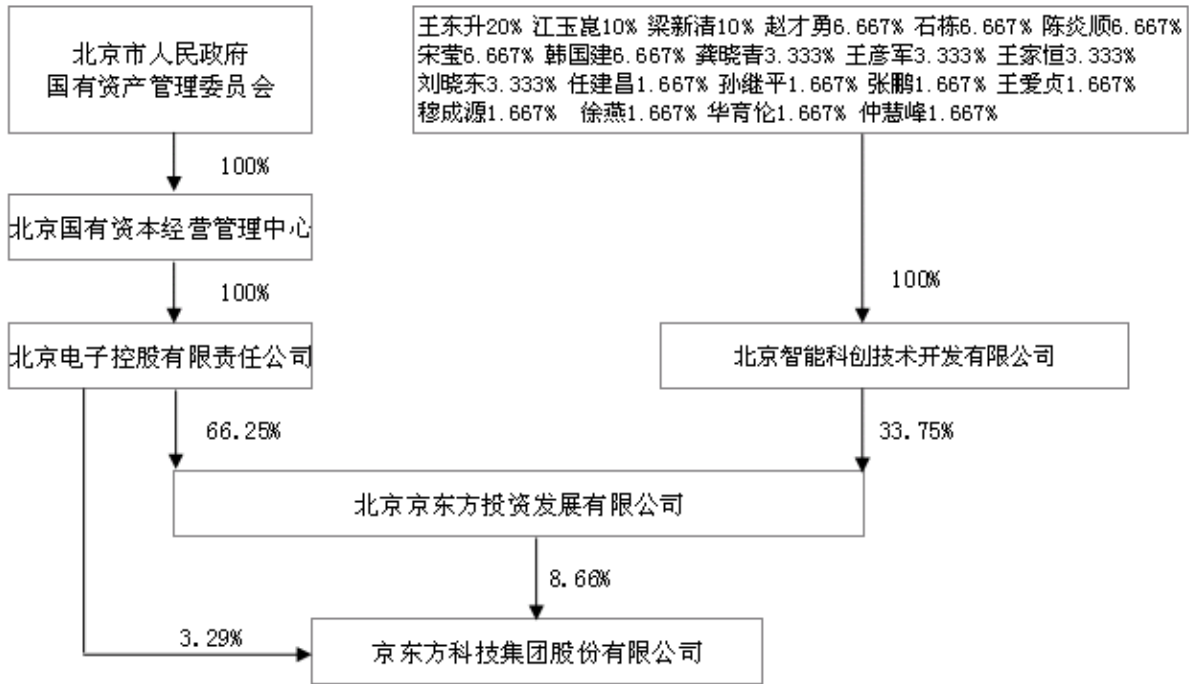 北京市人民政府
国有资产管理委员会
王东升20% 江玉崑10% 梁新清10% 赵才勇6.667% 石栋6.667% 陈炎顺6.667%
宋莹6.667% 韩国建6.667% 龚晓青3.333% 王彦军3.333% 王家恒3.333%
刘晓东3.333% 任建昌1.667% 孙继平1.667% 张鹏1.667% 王爱贞1.667%
穆成源1.667% 徐燕1.667% 华育伦1.667% 仲慧峰1.667%
100%
北京国有资本经营管理中心
100%
100%
北京电子控股有限责任公司
北京智能科创技术开发有限公司
66.25%
33.75%
北京京东方投资发展有限公司
8.66%
3.29%
京东方科技集团股份有限公司